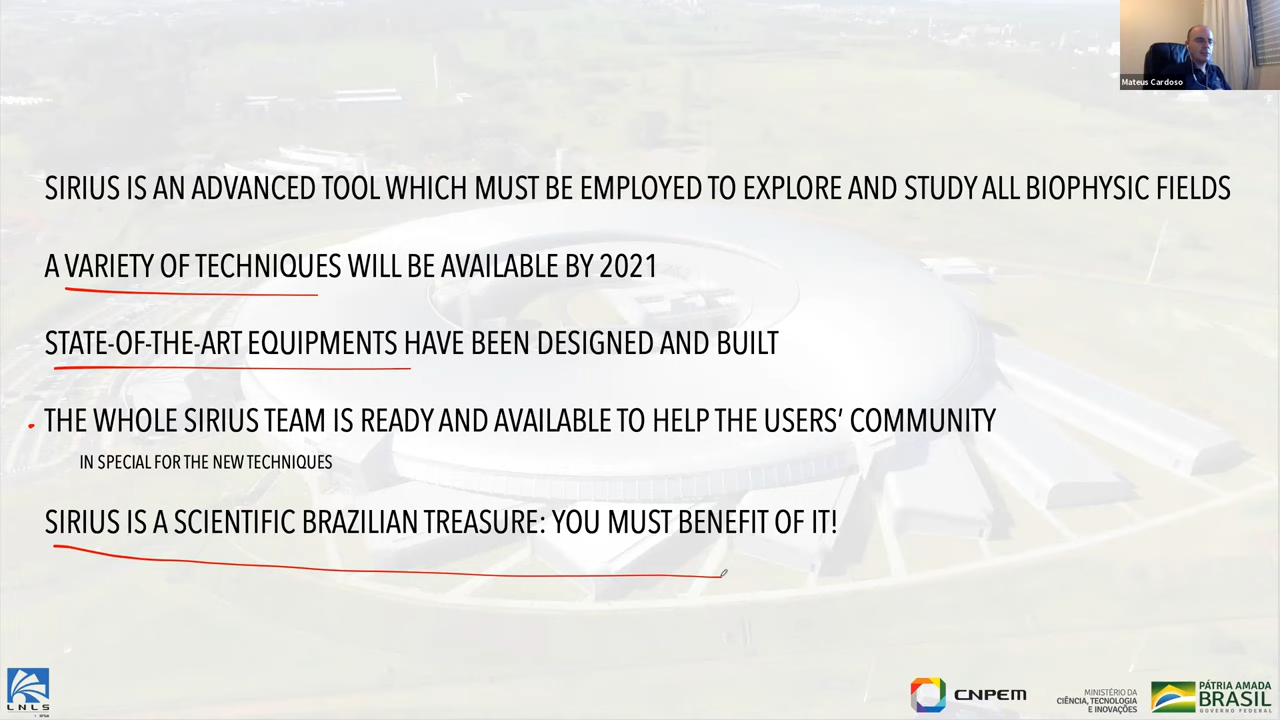 Mateus Cardoso
SIRIUS IS AN ADVANCED TOOL WHICH MUST BE EMPLOYED TO EXPLORE AND STUDY ALL BIOPHYSIC FIELDS
A VARIETY OF TECHNIQUES WILL BE AVAILABLE BY 2021
STATE-OF-THE-ART EQUIPMENTS HAVE BEEN DESIGNED AND BUILT
THE WHOLE SIRIUS TEAM IS READY AND AVAILABLE TO HELP THE USERS’ COMMUNITY
IN SPECIAL FOR THE NEW TECHNIQUES
SIRIUS IS A SCIENTIFIC BRAZILIAN TREASURE: YOU MUST BENEFIT OF IT!
LNLS
CNPEM
MINISTÉRIO DA
CIÊNCIA, TECNOLOGIA
E INOVAÇÕES
PÁTRIA AMADA
BRASIL
GOVERNO FEDERAL